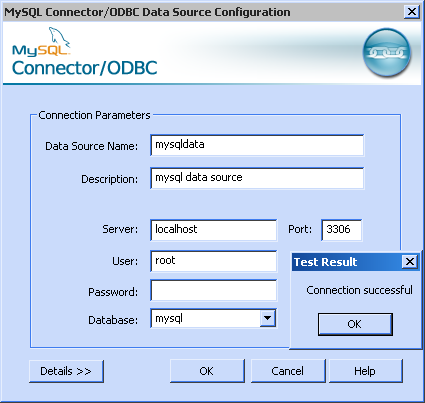 MySQL Connector/ODBC Data Source Configuration
MySQL
Connector/ODBC
Connection Parameters
Data Source Name: mysqldata
Description: mysql data source
Server: localhost Port: 3306
User: root
Test Result
Password:
Connection successful
Database: mysql
OK
Details >> OK Cancel Help